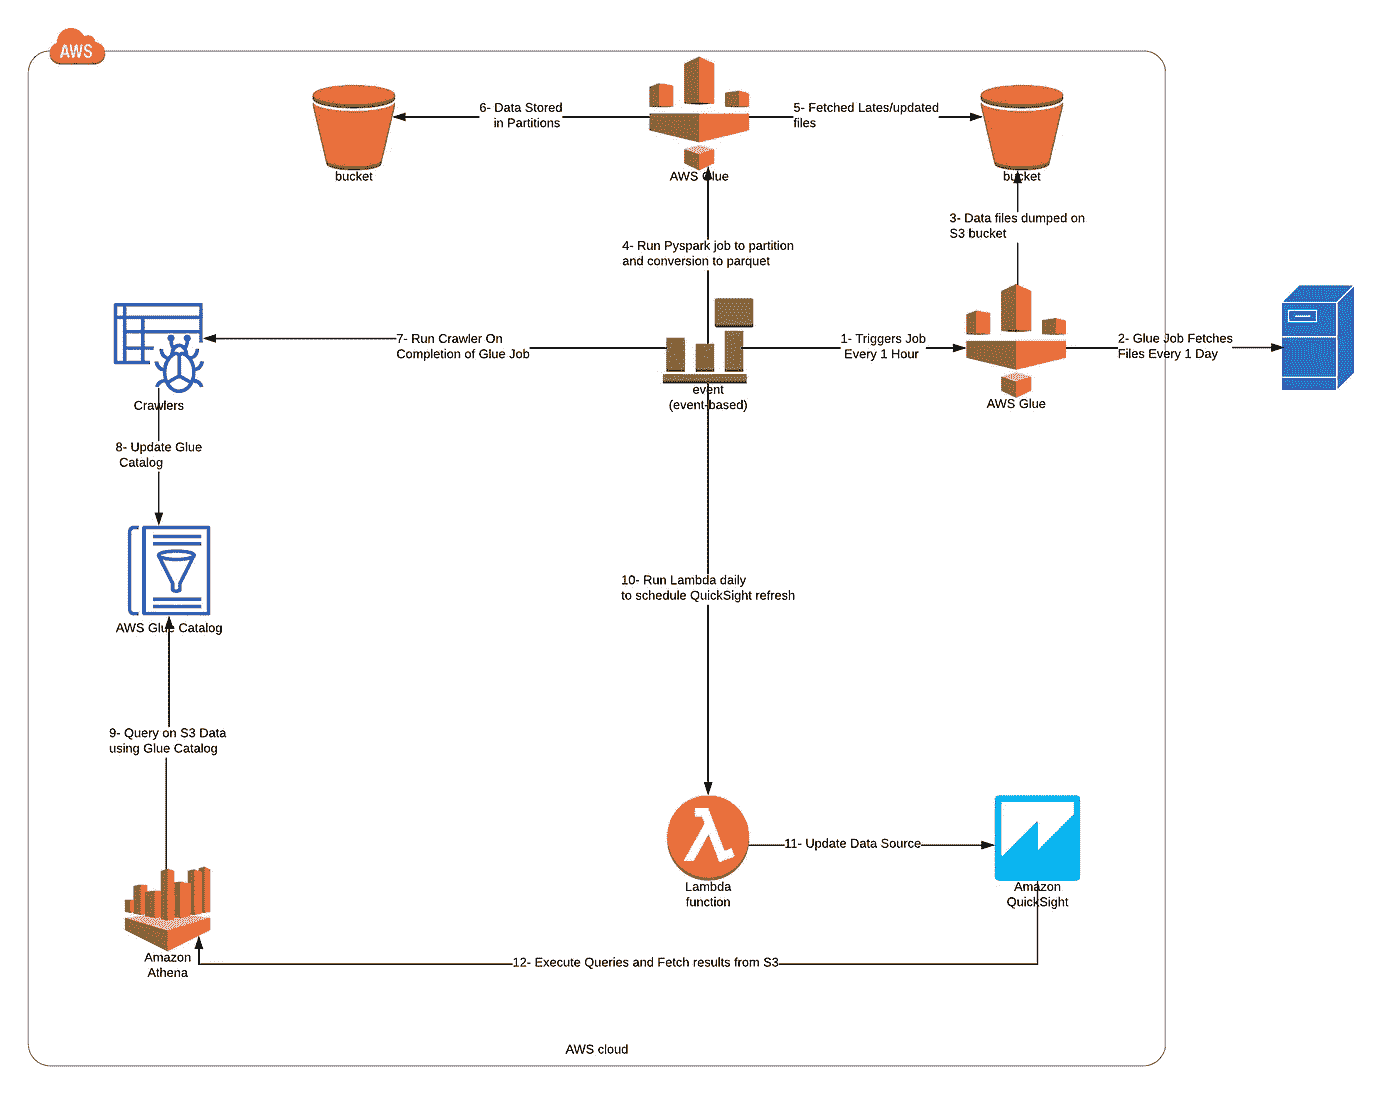 AWS
6- Data Stored
in Partitions
5- Fetched Lates/updated
files
bucket
AWS Glue
bucket
3- Data files dumped on
S3 bucket
4- Run Pyspark job to partition
and conversion to parquet
7- Run Crawler On
Completion of Glue Job
1- Triggers Job
Every 1 Hour
2- Glue Job Fetches
Files Every 1 Day
event
(event-based)
Crawlers
AWS Glue
8- Update Glue
Catalog
10- Run Lambda daily
to schedule QuickSight refresh
AWS Glue Catalog
9- Query on S3 Data
using Glue Catalog
11- Update Data Source
Lambda
function
Amazon
QuickSight
Amazon
Athena
12- Execute Queries and Fetch results from S3
AWS cloud